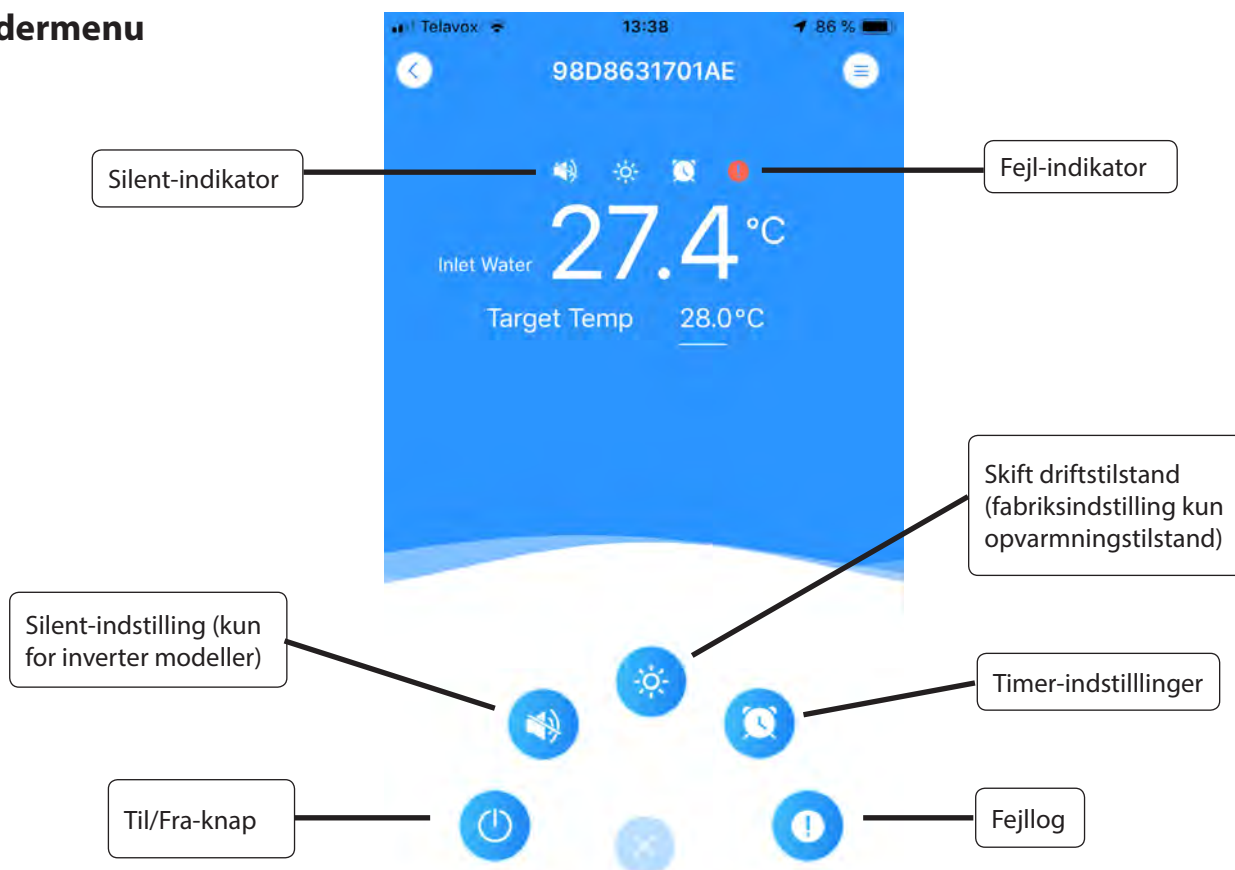 dermenu
Telavox 13:38 86 %
98D8631701AE
Silent-indikator
Fejl-indikator
27.4 °C
Inlet Water
Target Temp 28.0°C
Skift driftstilstand
(fabriksindstilling kun
opvarmningstilstand)
Silent-indstilling (kun
for inverter modeller)
Timer-indstilllinger
Til/Fra-knap
Fejllog